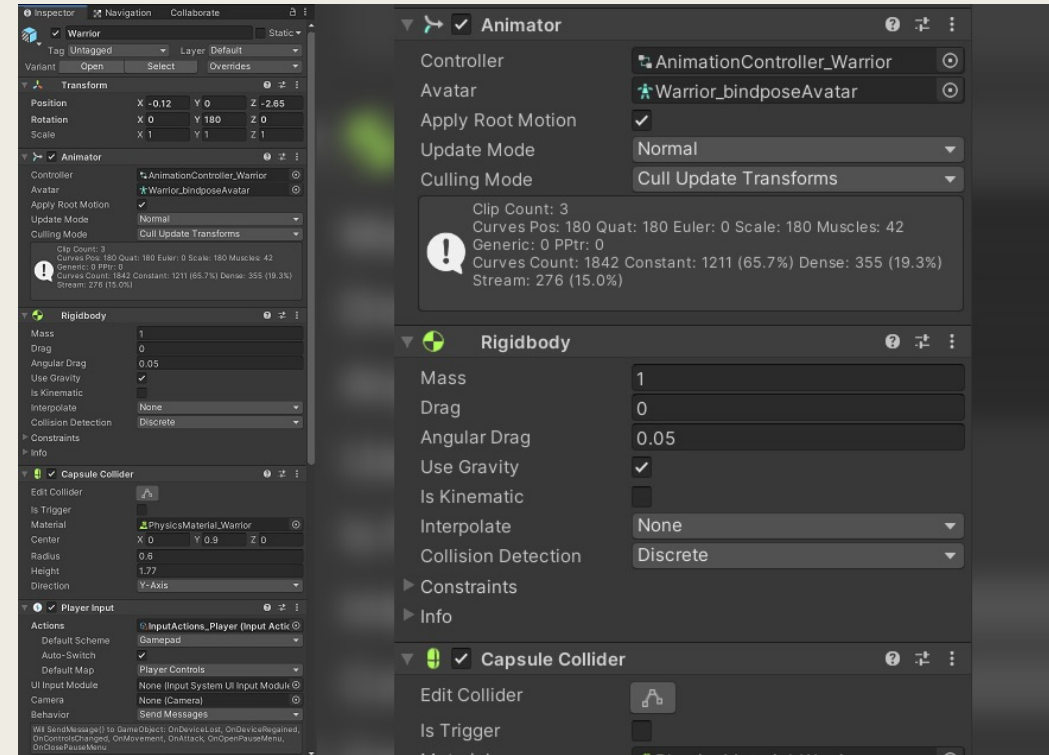 Inspector Navigation Collaborate
Warrior Static
Tag Untagged Layer Default
Variant Open Select Overrides
Transform
Position X -0.12 Y 0 Z -2.65
Rotation X 0 Y 180 Z 0
Scale X 1 Y 1 Z 1
Animator
Controller AnimationController_Warrior
Avatar Warrior_bindposeAvatar
Apply Root Motion
Update Mode Normal
Culling Mode Cull Update Transforms
Clip Count: 3
Curves Pos: 180 Quat: 180 Euler: 0 Scale: 180 Muscles: 42
Generic: 0 PPtr: 0
Curves Count: 1842 Constant: 1211 (65.7%) Dense: 355 (19.3%)
Stream: 276 (15.0%)
Rigidbody
Mass 1
Drag 0
Angular Drag 0.05
Use Gravity
Is Kinematic
Interpolate None
Collision Detection Discrete
Constraints
Info
Capsule Collider
Edit Collider
Is Trigger
Material PhysicsMaterial_Warrior
Center X 0 Y 0.9 Z 0
Radius 0.6
Height 1.77
Direction Y-Axis
Player Input
Actions InputActions_Player (Input Actic
Default Scheme Gamepad
Auto-Switch
Default Map Player Controls
UI Input Module None (Input System UI Input Module
Camera None (Camera)
Behavior Send Messages
Will SendMessage() to GameObject: OnDeviceLost, OnDeviceRegained,
OnControlsChanged, OnMovement, OnAttack, OnOpenPauseMenu,
OnClosePauseMenu
Animator
Controller AnimationController_Warrior
Avatar Warrior_bindposeAvatar
Apply Root Motion
Update Mode Normal
Culling Mode Cull Update Transforms
Clip Count: 3
Curves Pos: 180 Quat: 180 Euler: 0 Scale: 180 Muscles: 42
Generic: 0 PPtr: 0
Curves Count: 1842 Constant: 1211 (65.7%) Dense: 355 (19.3%)
Stream: 276 (15.0%)
Rigidbody
Mass 1
Drag 0
Angular Drag 0.05
Use Gravity
Is Kinematic
Interpolate None
Collision Detection Discrete
Constraints
Info
Capsule Collider
Edit Collider
Is Trigger